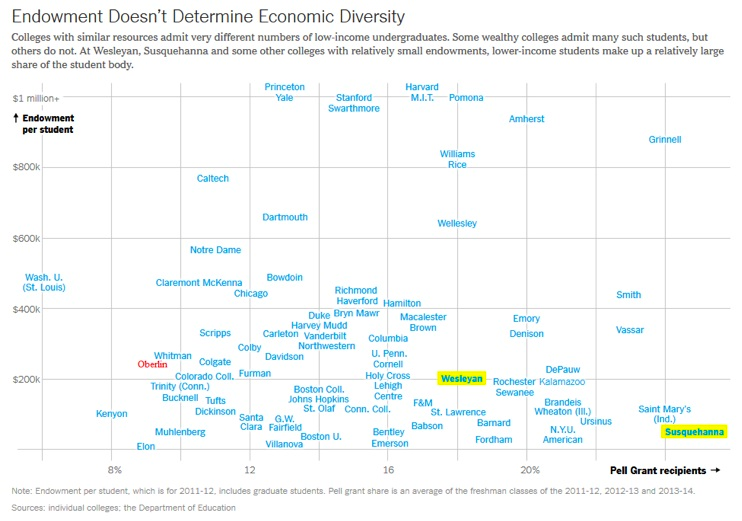 Endowment Doesn't Determine Economic Diversity
Colleges with similar resources admit very different numbers of low-income undergraduates. Some wealthy colleges admit many such students, but
others do not. At Wesleyan, Susquehanna and some other colleges with relatively small endowments, lower-income students make up a relatively large
share of the student body.
Princeton
Harvard
$1 million+
Yale
Stanford
M.I.T.
Pomona
Swarthmore
↑ Endowment
per student
Amherst
Grinnell
Williams
Rice
$800k
Caltech
Dartmouth
Wellesley
$600k
Notre Dame
Wash. U.
(St. Louis)
Claremont McKenna
Bowdoin
Chicago
Richmond
Haverford
Hamilton
Smith
$400k
Duke
Bryn Mawr
Macalester
Emory
Harvey Mudd
Brown
Vassar
Scripps
Carleton
Vanderbilt
Columbia
Denison
Colby
Northwestern
Whitman
Davidson
U. Penn.
Oberlin
Colgate
Cornell
DePauw
$200k
Colorado Coll.
Furman
Holy Cross
Wesleyan
Rochester
Kalamazoo
Trinity (Conn.)
Boston Coll.
Lehigh
Sewanee
Bucknell
Tufts
Johns Hopkins
Centre
F&M
Brandeis
Kenyon
Dickinson
St. Olaf
Conn. Coll.
St. Lawrence
Wheaton (Ill.)
Saint Mary's
(Ind.)
Santa
Clara
G.W.
Fairfield
Babson
Barnard
Ursinus
Muhlenberg
Boston U.
Bentley
N.Y.U.
Susquehanna
Elon
Villanova
Emerson
Fordham
American
8%
12
16
20%
Pell Grant recipients →
Note: Endowment per student, which is for 2011-12, includes graduate students. Pell grant share is an average of the freshman classes of the 2011-12, 2012-13 and 2013-14.
Sources: individual colleges; the Department of Education